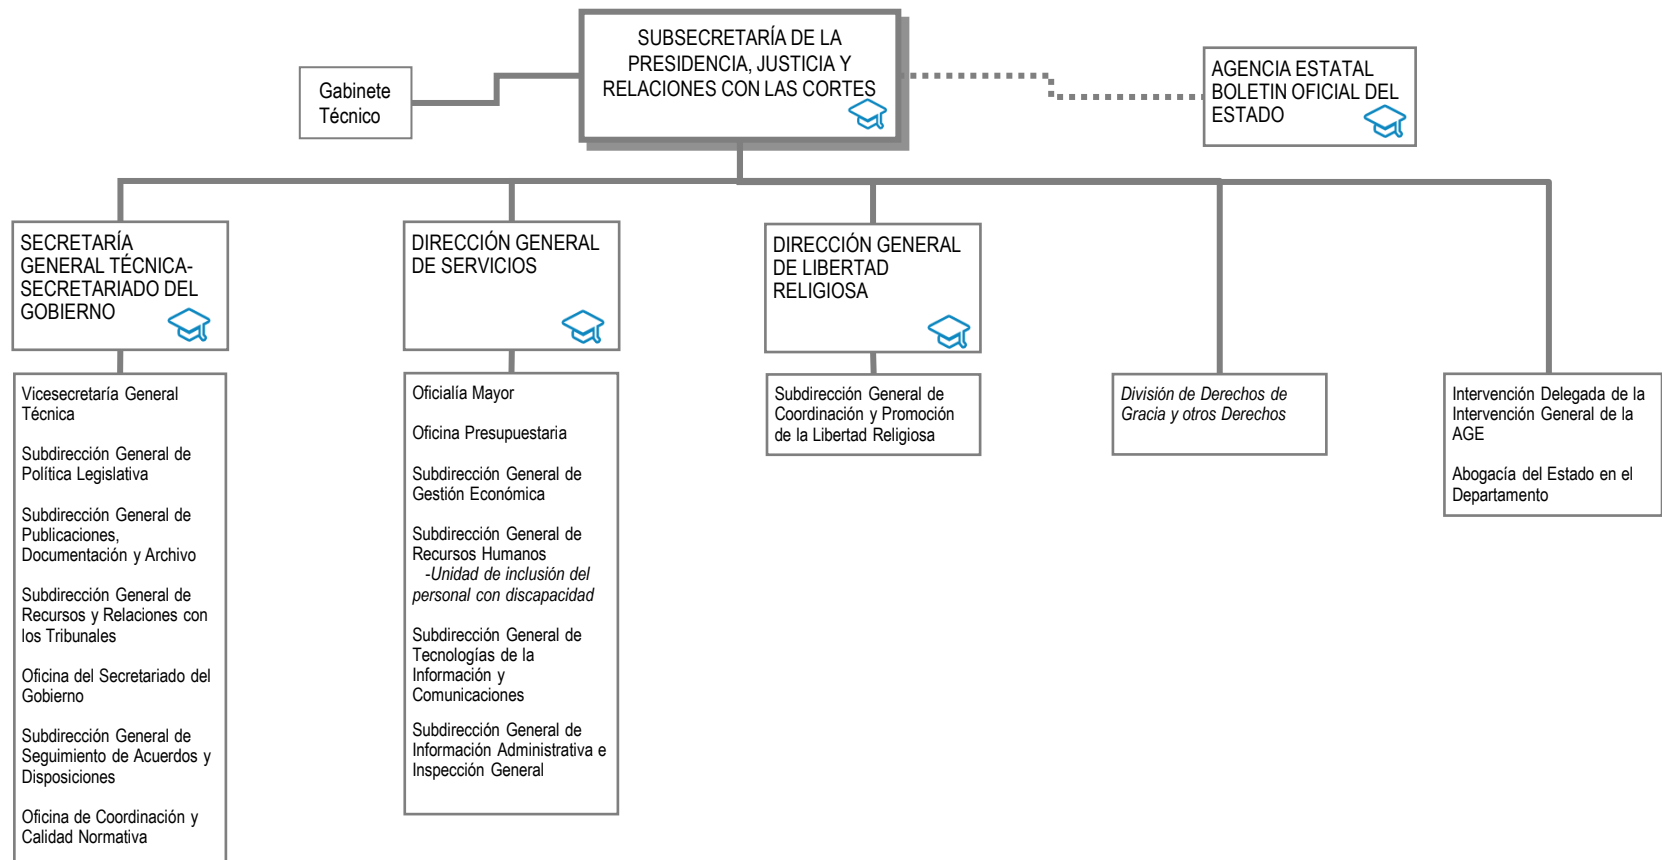 SUBSECRETARÍA DE LA
PRESIDENCIA, JUSTICIA Y
RELACIONES CON LAS CORTES
Gabinete
Técnico
AGENCIA ESTATAL
BOLETIN OFICIAL DEL
ESTADO
SECRETARÍA
GENERAL TÉCNICA-
SECRETARIADO DEL
GOBIERNO
DIRECCIÓN GENERAL
DE SERVICIOS
DIRECCIÓN GENERAL
DE LIBERTAD
RELIGIOSA
Vicesecretaría General
Técnica
Subdirección General de
Política Legislativa
Subdirección General de
Publicaciones,
Documentación y Archivo
Subdirección General de
Recursos y Relaciones con
los Tribunales
Oficina del Secretariado del
Gobierno
Subdirección General de
Seguimiento de Acuerdos y
Disposiciones
Oficina de Coordinación y
Calidad Normativa
Oficialía Mayor
Oficina Presupuestaria
Subdirección General de
Gestión Económica
Subdirección General de
Recursos Humanos
-Unidad de inclusión del
personal con discapacidad
Subdirección General de
Tecnologías de la
Información y
Comunicaciones
Subdirección General de
Información Administrativa e
Inspección General
Subdirección General de
Coordinación y Promoción
de la Libertad Religiosa
División de Derechos de
Gracia y otros Derechos
Intervención Delegada de la
Intervención General de la
AGE
Abogacía del Estado en el
Departamento